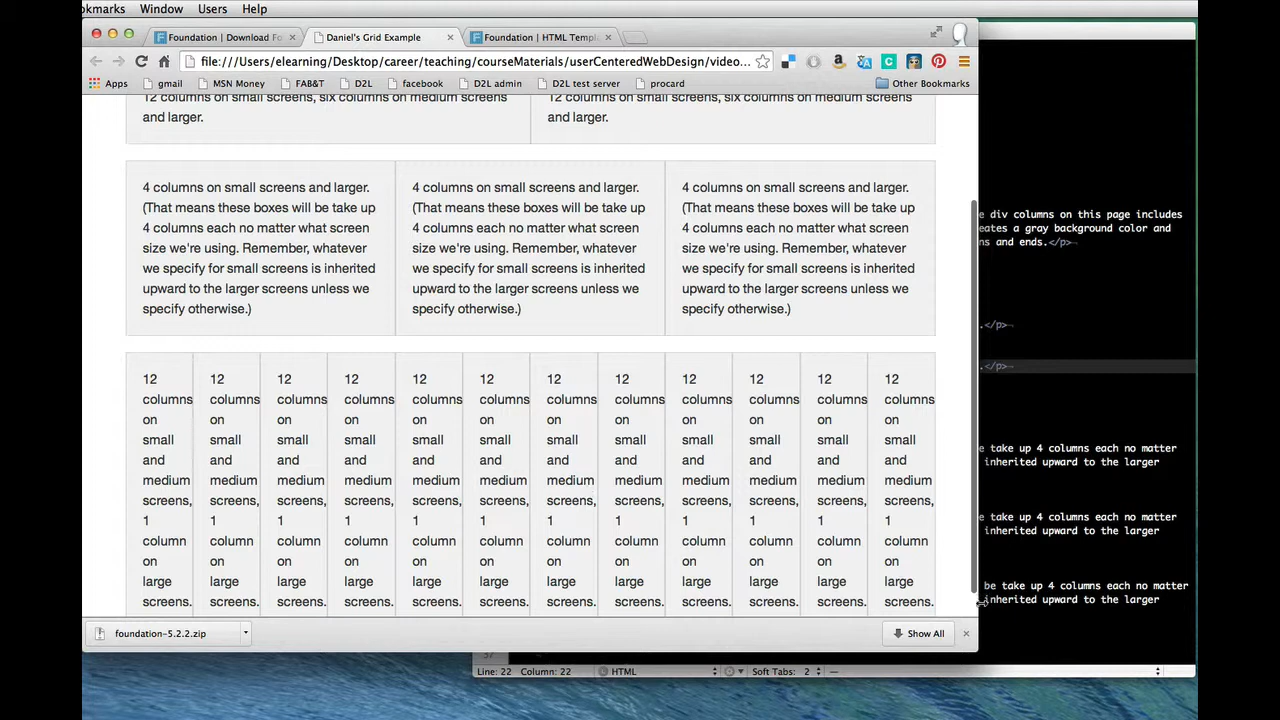 okmarks Window Users Help
Foundation | Download Fo
Daniel's Grid Example
Foundation | HTML Templ
file:///Users/elearning/Desktop/career/teaching/courseMaterials/userCenteredWebDesign/video...
Apps gmail MSN Money FAB&T D2L facebook D2L admin D2L test server procard Other Bookmarks
12 columns on small screens, six columns on medium screens
and larger.
12 columns on small screens, six columns on medium screens
and larger.
4 columns on small screens and larger.
(That means these boxes will be take up
4 columns each no matter what screen
size we're using. Remember, whatever
we specify for small screens is inherited
upward to the larger screens unless we
specify otherwise.)
4 columns on small screens and larger.
(That means these boxes will be take up
4 columns each no matter what screen
size we're using. Remember, whatever
we specify for small screens is inherited
upward to the larger screens unless we
specify otherwise.)
4 columns on small screens and larger.
(That means these boxes will be take up
4 columns each no matter what screen
size we're using. Remember, whatever
we specify for small screens is inherited
upward to the larger screens unless we
specify otherwise.)
12 12 12 12 12 12 12 12 12 12 12 12
columns columns columns columns columns columns columns columns columns columns columns columns
on on on on on on on on on on on on
small small small small small small small small small small small small
and and and and and and and and and and and and
medium medium medium medium medium medium medium medium medium medium medium medium
screens, screens, screens, screens, screens, screens, screens, screens, screens, screens, screens, screens,
1 1 1 1 1 1 1 1 1 1 1 1
column column column column column column column column column column column column
on on on on on on on on on on on on
large large large large large large large large large large large large
screens. screens. screens. screens. screens. screens. screens. screens. screens. screens. screens. screens.
foundation-5.2.2.zip
Show All
e div columns on this page includes
eates a gray background color and
ns and ends.</p>¬
.</p>¬
.</p>¬
e take up 4 columns each no matter
inherited upward to the larger
e take up 4 columns each no matter
inherited upward to the larger
be take up 4 columns each no matter
inherited upward to the larger
37
Line: 22 Column: 22 HTML Soft Tabs: 2 —